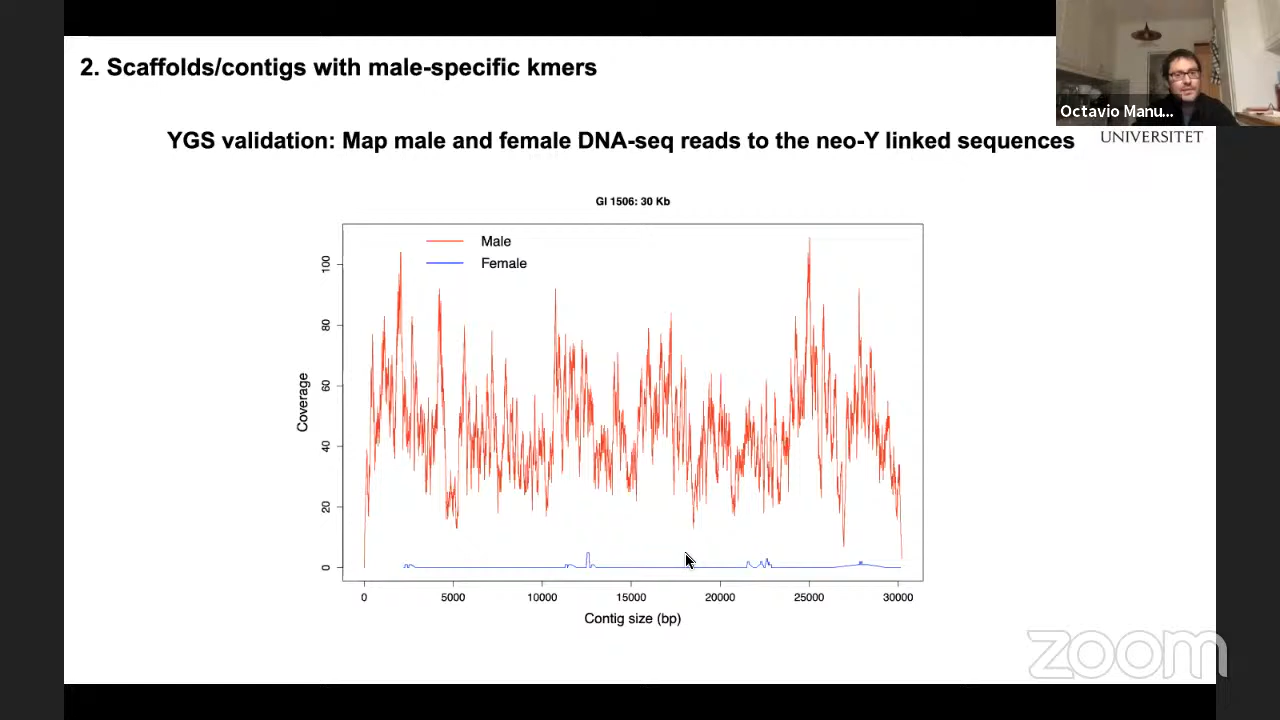 2. Scaffolds/contigs with male-specific kmers
Octavio Manu...
UNIVERSITET
YGS validation: Map male and female DNA-seq reads to the neo-Y linked sequences
GI 1506: 30 Kb
Male
Female
Coverage
100
80
60
40
20
0
0 5000 10000 15000 20000 25000 30000
Contig size (bp)
zoom